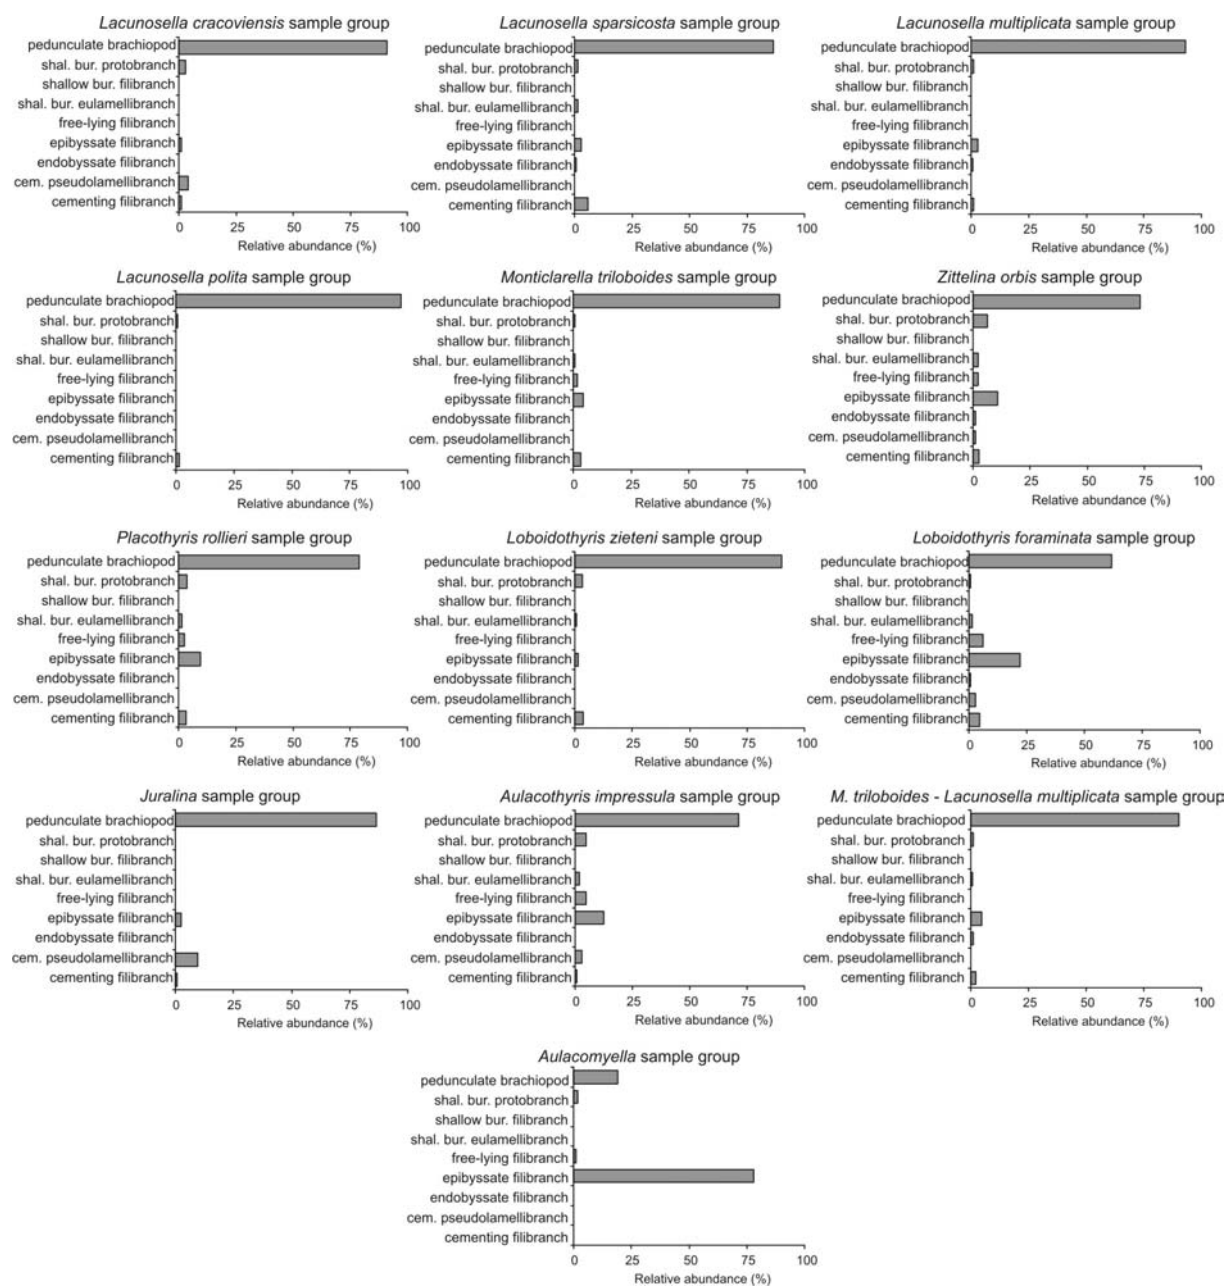 Lacunosella cracoviensis sample group
pedunculate brachiopod
shal. bur. protobranch
shallow bur. filibranch
shal. bur. eulamellibranch
free-lying filibranch
epibyssate filibranch
endobyssate filibranch
cem. pseudolamellibranch
cementing filibranch
0 25 50 75 100
Relative abundance (%)
Lacunosella sparsicosta sample group
pedunculate brachiopod
shal. bur. protobranch
shallow bur. filibranch
shal. bur. eulamellibranch
free-lying filibranch
epibyssate filibranch
endobyssate filibranch
cem. pseudolamellibranch
cementing filibranch
0 25 50 75 100
Relative abundance (%)
Lacunosella multiplicata sample group
pedunculate brachiopod
shal. bur. protobranch
shallow bur. filibranch
shal. bur. eulamellibranch
free-lying filibranch
epibyssate filibranch
endobyssate filibranch
cem. pseudolamellibranch
cementing filibranch
0 25 50 75 100
Relative abundance (%)
Lacunosella polita sample group
pedunculate brachiopod
shal. bur. protobranch
shallow bur. filibranch
shal. bur. eulamellibranch
free-lying filibranch
epibyssate filibranch
endobyssate filibranch
cem. pseudolamellibranch
cementing filibranch
0 25 50 75 100
Relative abundance (%)
Monticlarella triloboides sample group
pedunculate brachiopod
shal. bur. protobranch
shallow bur. filibranch
shal. bur. eulamellibranch
free-lying filibranch
epibyssate filibranch
endobyssate filibranch
cem. pseudolamellibranch
cementing filibranch
0 25 50 75 100
Relative abundance (%)
Zittelina orbis sample group
pedunculate brachiopod
shal. bur. protobranch
shallow bur. filibranch
shal. bur. eulamellibranch
free-lying filibranch
epibyssate filibranch
endobyssate filibranch
cem. pseudolamellibranch
cementing filibranch
0 25 50 75 100
Relative abundance (%)
Placothyris rollieri sample group
pedunculate brachiopod
shal. bur. protobranch
shallow bur. filibranch
shal. bur. eulamellibranch
free-lying filibranch
epibyssate filibranch
endobyssate filibranch
cem. pseudolamellibranch
cementing filibranch
0 25 50 75 100
Relative abundance (%)
Loboidothyris zieteni sample group
pedunculate brachiopod
shal. bur. protobranch
shallow bur. filibranch
shal. bur. eulamellibranch
free-lying filibranch
epibyssate filibranch
endobyssate filibranch
cem. pseudolamellibranch
cementing filibranch
0 25 50 75 100
Relative abundance (%)
Loboidothyris foraminata sample group
pedunculate brachiopod
shal. bur. protobranch
shallow bur. filibranch
shal. bur. eulamellibranch
free-lying filibranch
epibyssate filibranch
endobyssate filibranch
cem. pseudolamellibranch
cementing filibranch
0 25 50 75 100
Relative abundance (%)
Juralina sample group
pedunculate brachiopod
shal. bur. protobranch
shallow bur. filibranch
shal. bur. eulamellibranch
free-lying filibranch
epibyssate filibranch
endobyssate filibranch
cem. pseudolamellibranch
cementing filibranch
0 25 50 75 100
Relative abundance (%)
Aulacothyris impressula sample group
pedunculate brachiopod
shal. bur. protobranch
shallow bur. filibranch
shal. bur. eulamellibranch
free-lying filibranch
epibyssate filibranch
endobyssate filibranch
cem. pseudolamellibranch
cementing filibranch
0 25 50 75 100
Relative abundance (%)
M. triloboides - Lacunosella multiplicata sample group
pedunculate brachiopod
shal. bur. protobranch
shallow bur. filibranch
shal. bur. eulamellibranch
free-lying filibranch
epibyssate filibranch
endobyssate filibranch
cem. pseudolamellibranch
cementing filibranch
0 25 50 75 100
Relative abundance (%)
Aulacomyella sample group
pedunculate brachiopod
shal. bur. protobranch
shallow bur. filibranch
shal. bur. eulamellibranch
free-lying filibranch
epibyssate filibranch
endobyssate filibranch
cem. pseudolamellibranch
cementing filibranch
0 25 50 75 100
Relative abundance (%)